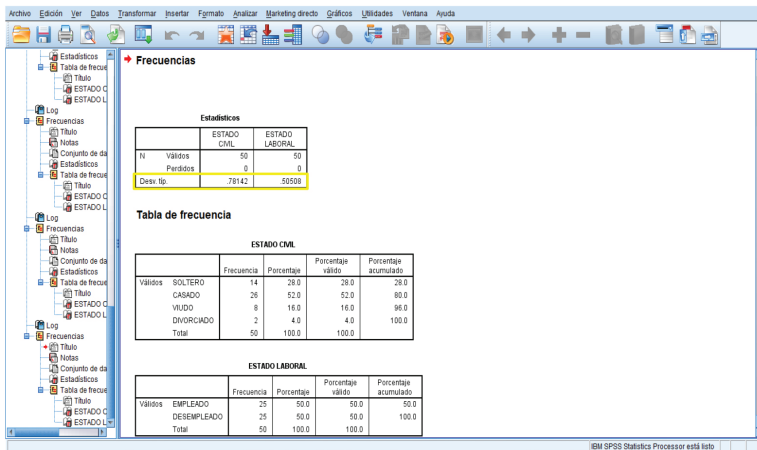 Archivo Edición Ver Datos Transformar Insertar Formato Analizar Marketing directo Gráficos Utilidades Ventana Ayuda
Estadísticos
Tabla de frecue
Título
ESTADO C
ESTADO L
Log
Frecuencias
Título
Notas
Conjunto de da
Estadísticos
Tabla de frecue
Título
ESTADO C
ESTADO L
Log
Frecuencias
Título
Notas
Conjunto de da
Estadísticos
Tabla de frecue
Título
ESTADO C
ESTADO L
Log
Frecuencias
Título
Notas
Conjunto de da
Estadísticos
Tabla de frecue
Título
ESTADO C
ESTADO L
Frecuencias
Estadísticos
ESTADO CIVIL ESTADO LABORAL
N Válidos 50 50
Perdidos 0 0
Desv. típ. .78142 .50508
Tabla de frecuencia
ESTADO CIVIL
Frecuencia Porcentaje Porcentaje válido Porcentaje acumulado
Válidos SOLTERO 14 28.0 28.0 28.0
CASADO 26 52.0 52.0 80.0
VIUDO 8 16.0 16.0 96.0
DIVORCIADO 2 4.0 4.0 100.0
Total 50 100.0 100.0
ESTADO LABORAL
Frecuencia Porcentaje Porcentaje válido Porcentaje acumulado
Válidos EMPLEADO 25 50.0 50.0 50.0
DESEMPLEADO 25 50.0 50.0 100.0
Total 50 100.0 100.0
IBM SPSS Statistics Processor está listo